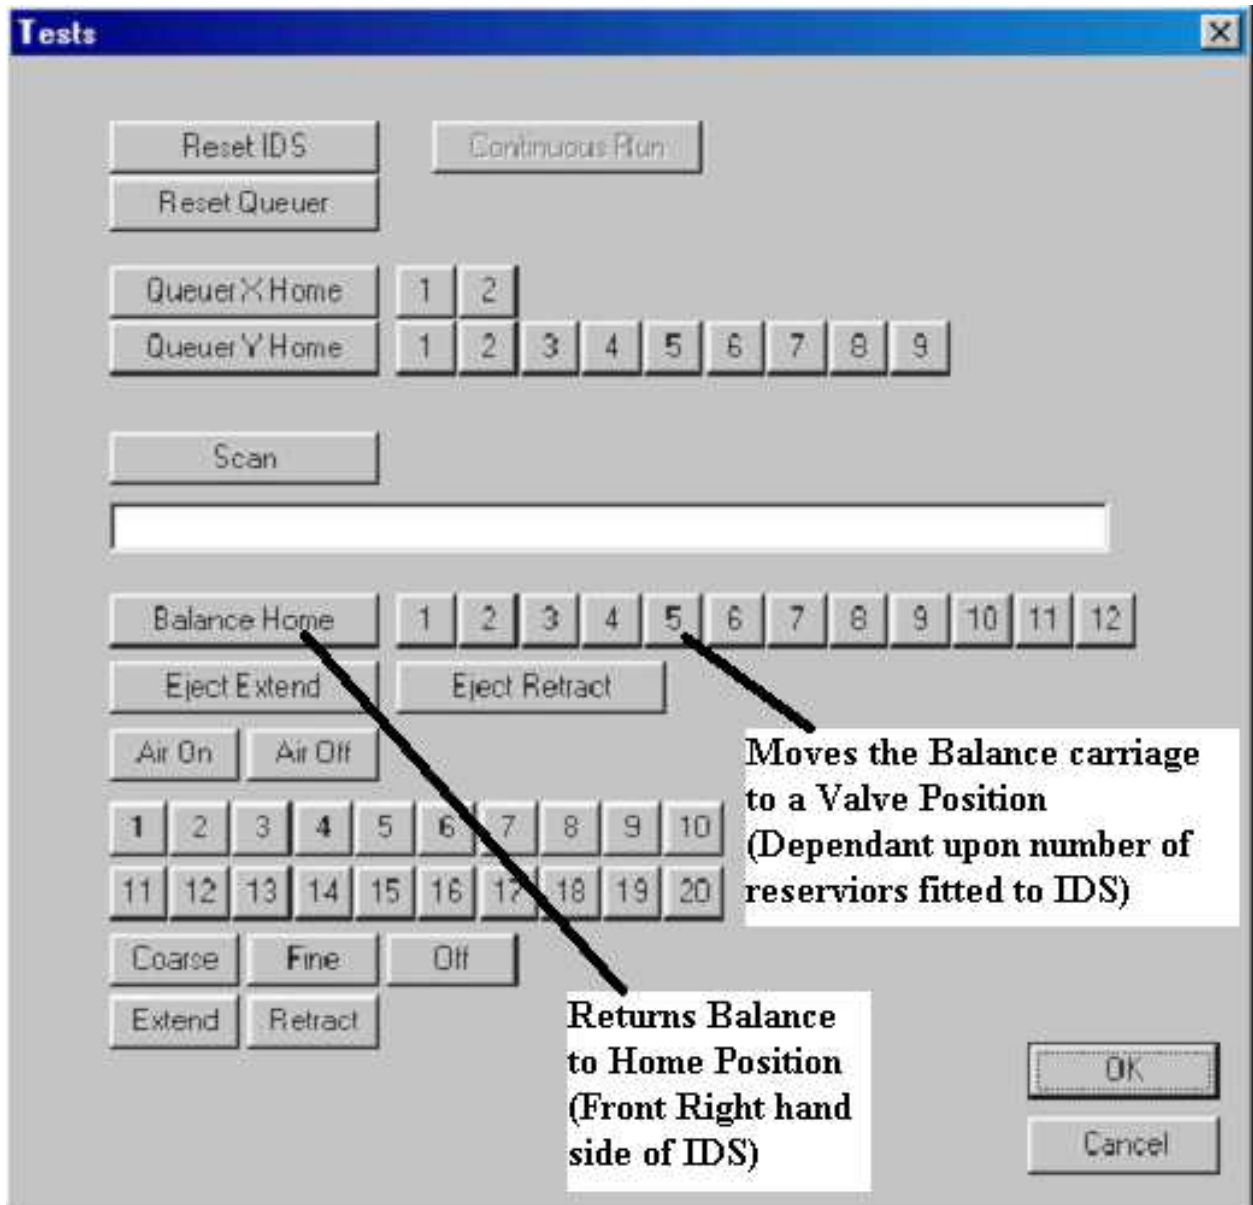 Tests
Reset IDS Continuous Run
Reset Queuer
Queuer X Home 1 2
Queuer Y Home 1 2 3 4 5 6 7 8 9
Scan
Balance Home 1 2 3 4 5 6 7 8 9 10 11 12
Eject Extend Eject Retract
Air On Air Off
Moves the Balance carriage
to a Valve Position
(Dependant upon number of
reserviors fitted to IDS)
1 2 3 4 5 6 7 8 9 10
11 12 13 14 15 16 17 18 19 20
Coarse Fine Off
Extend Retract
Returns Balance
to Home Position
(Front Right hand
side of IDS)
OK
Cancel